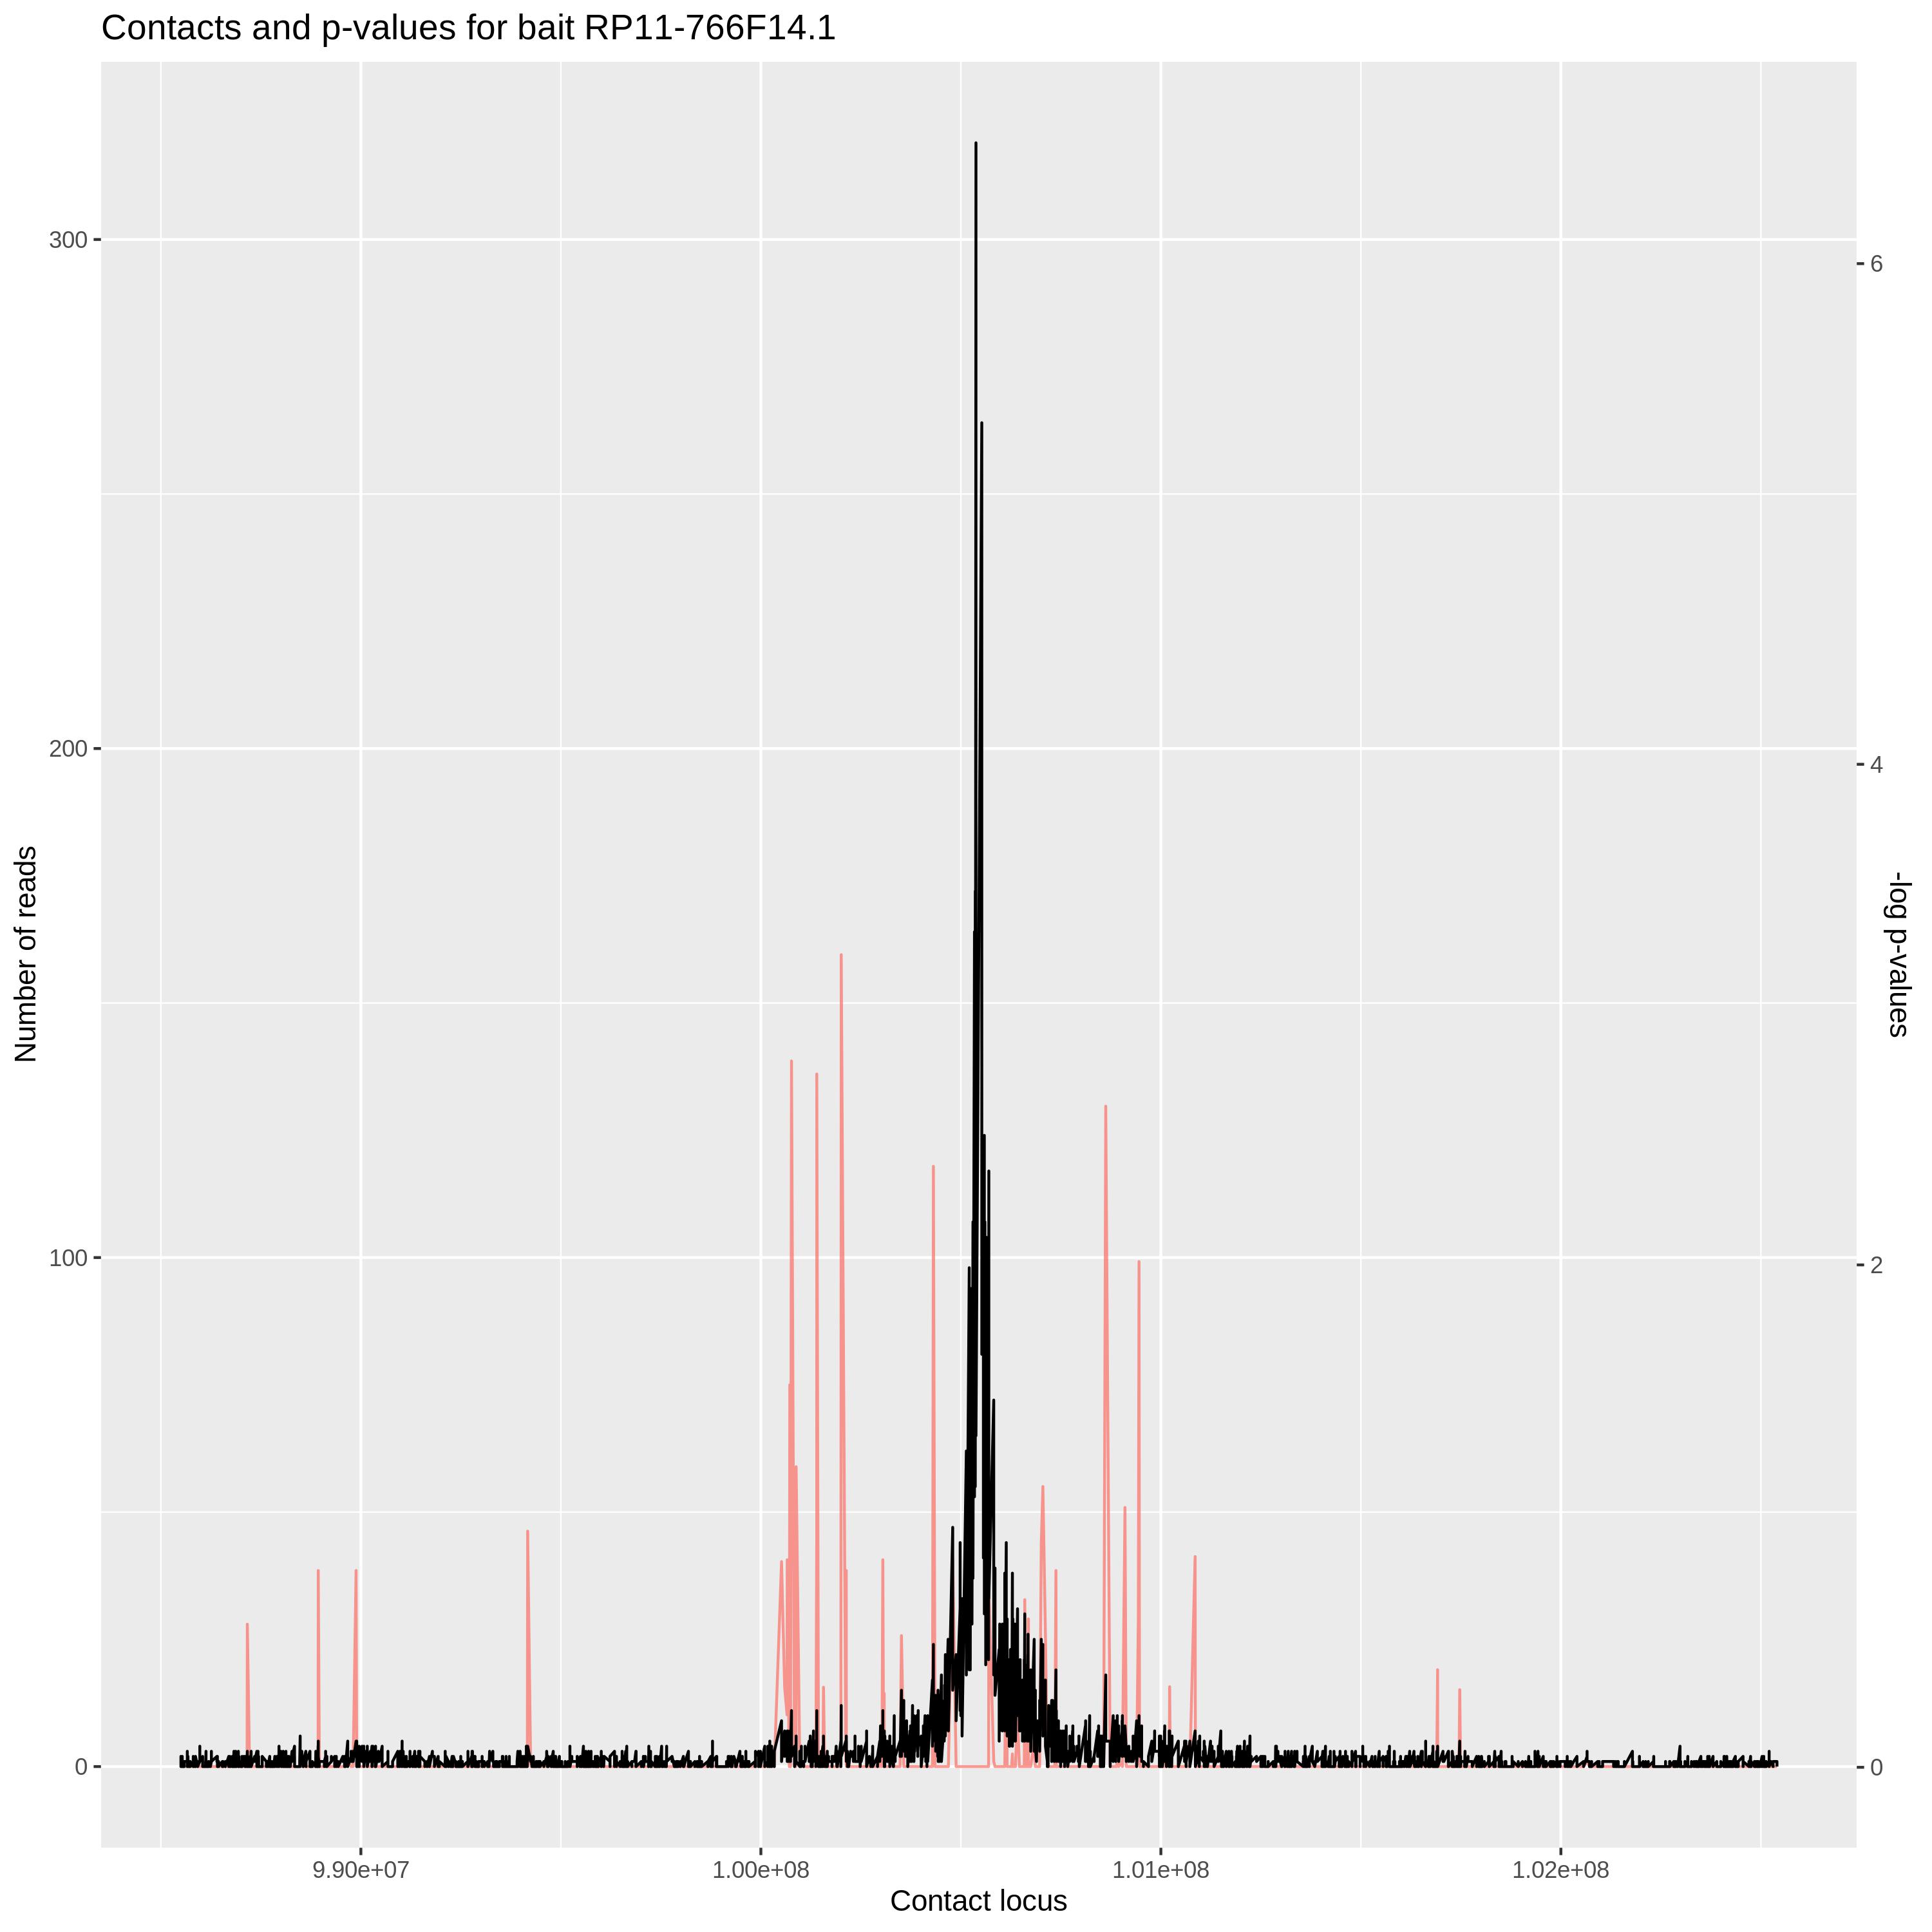 Contacts and p-values for bait RP11-766F14.1
300
200
100
0
Number of reads
6
4
2
0
-log p-values
9.90e+07
1.00e+08
1.01e+08
1.02e+08
Contact locus